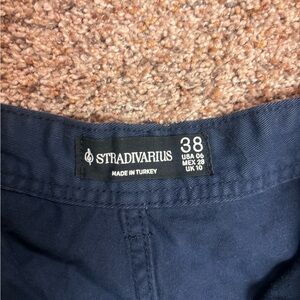 STRADIVARIUS
MADE IN TURKEY
38
USA 06
MEX 28
UK 10